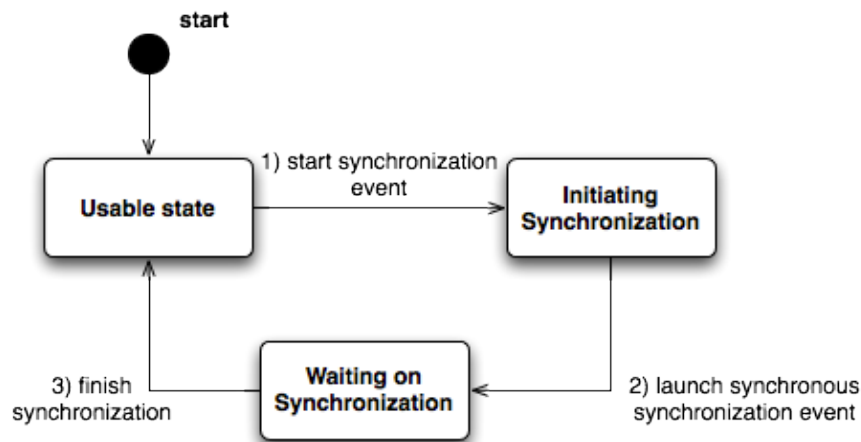 start
1) start synchronization
event
Usable state
Initiating
Synchronization
Waiting on
Synchronization
3) finish
synchronization
2) launch synchronous
synchronization event